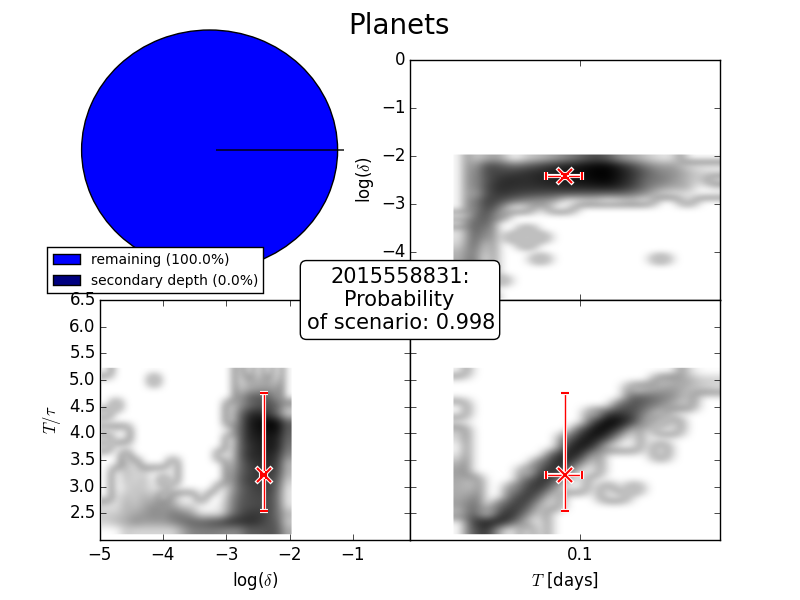 Planets
remaining (100.0%)
secondary depth (0.0%)
0
−1
−2
−3
−4
log(δ)
2015558831:
Probability
of scenario: 0.998
6.5
6.0
5.5
5.0
4.5
4.0
3.5
3.0
2.5
T/τ
−5
−4
−3
−2
−1
log(δ)
0.1
T [days]